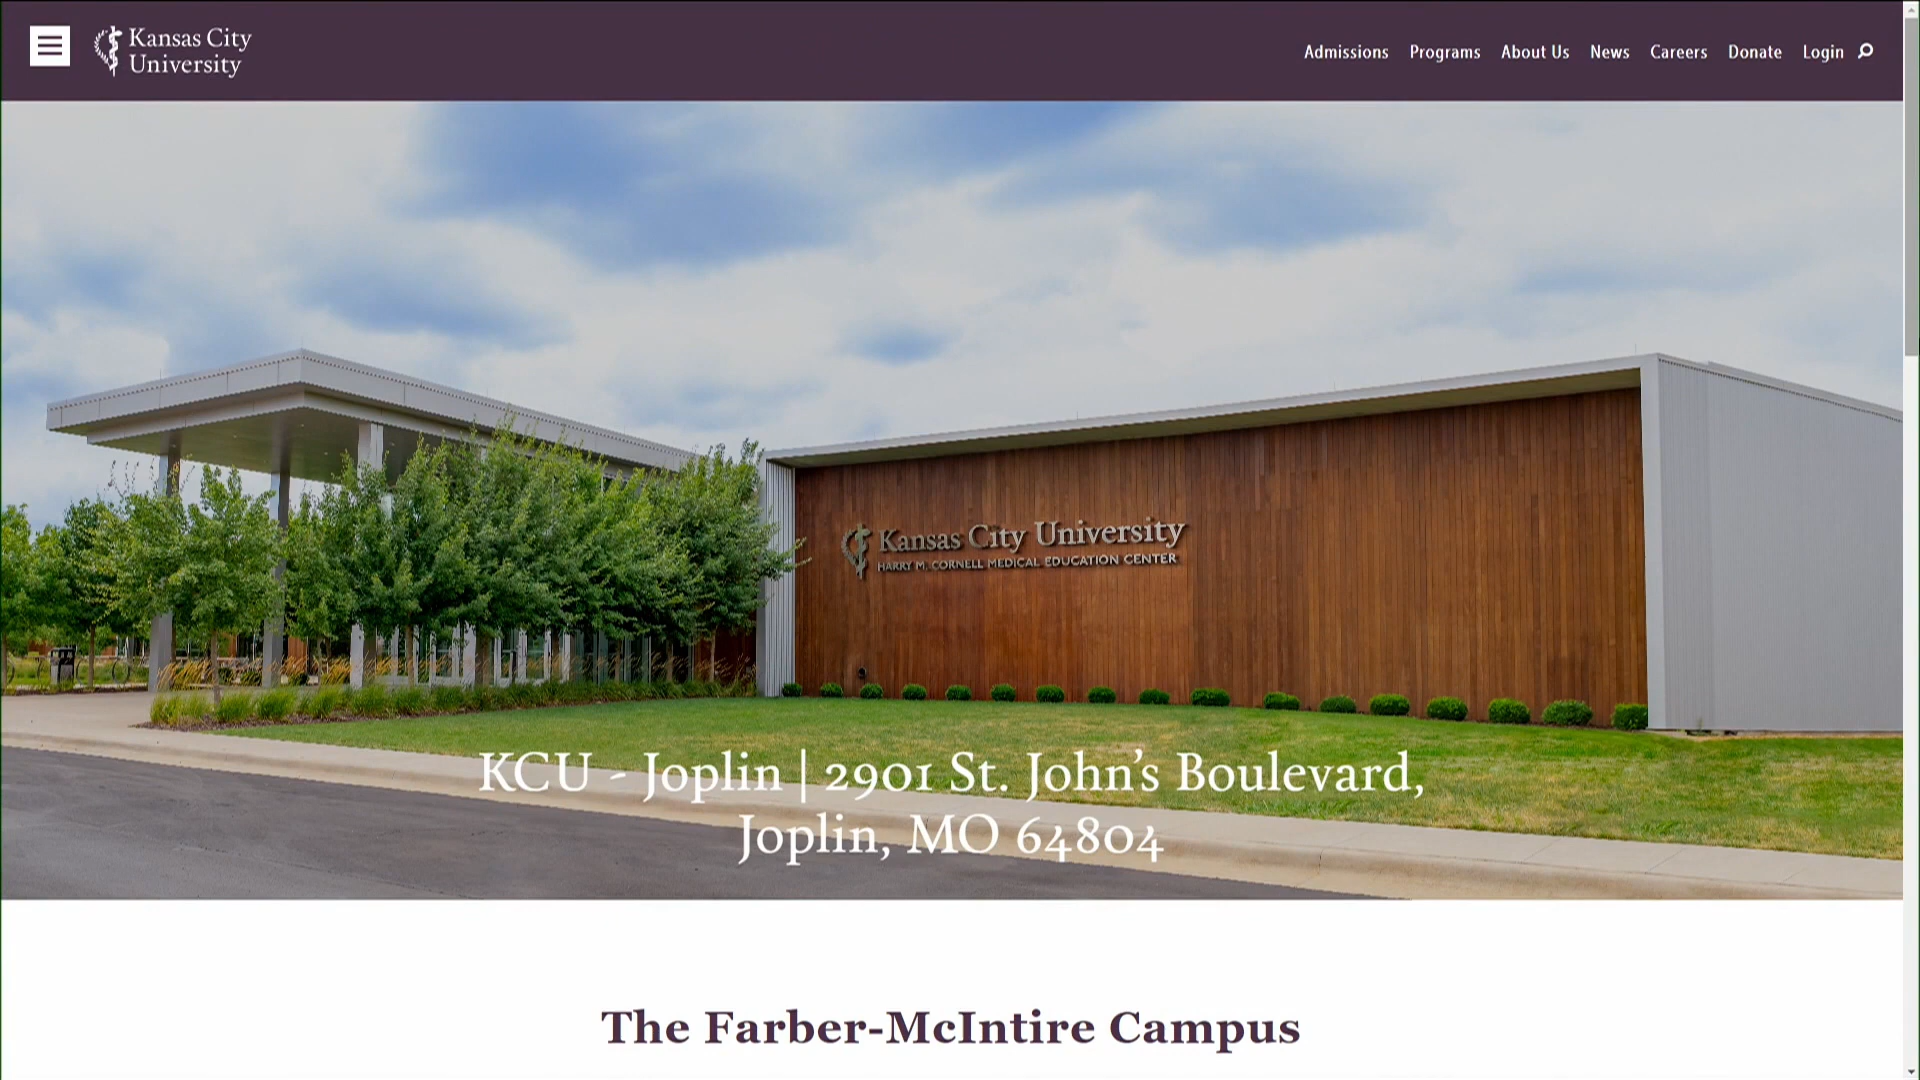 Kansas City
University
Admissions Programs About Us News Careers Donate Login
Kansas City University
HARRY M. CORNELL MEDICAL EDUCATION CENTER
KCU - Joplin | 2901 St. John’s Boulevard,
Joplin, MO 64804
The Farber-McIntire Campus